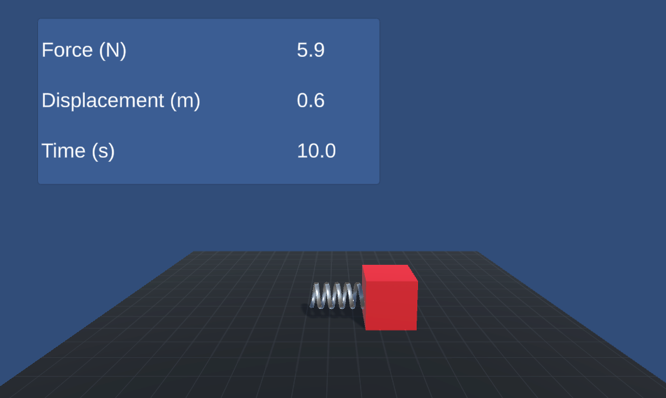 Force (N) 5.9
Displacement (m) 0.6
Time (s) 10.0